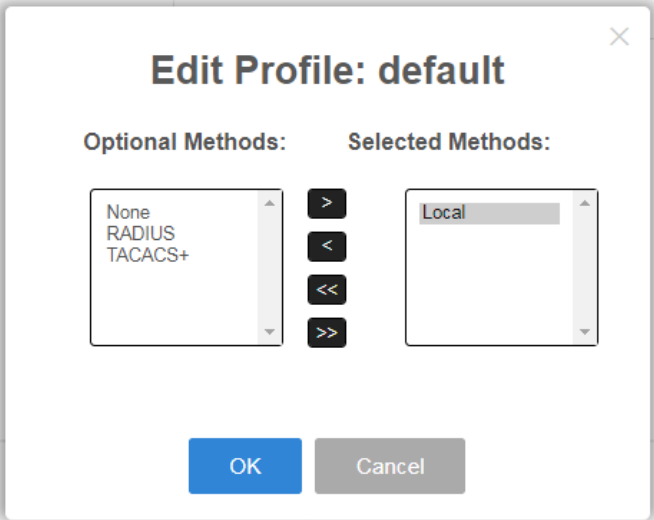 Edit Profile: default
Optional Methods:
Selected Methods:
None
RADIUS
TACACS+
>
<
<<
>>
Local
OK
Cancel